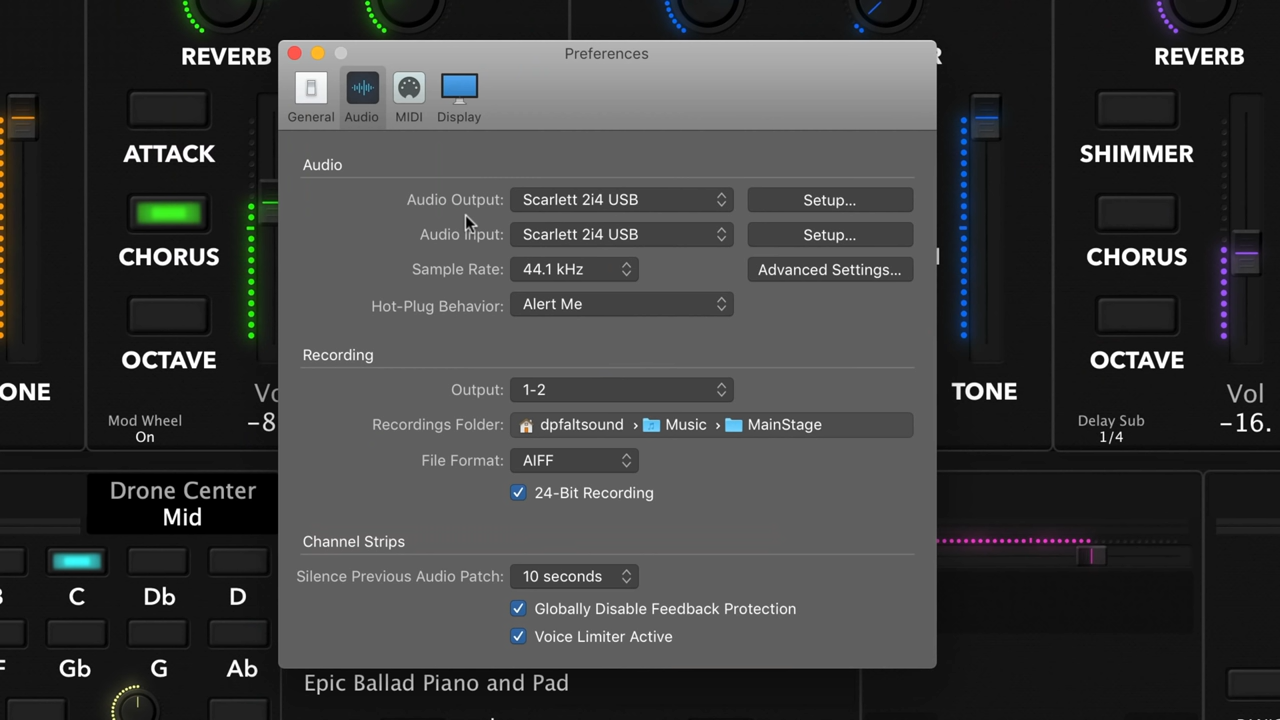 REVERB
REVERB
Preferences
General Audio MIDI Display
ATTACK
SHIMMER
Audio
Audio Output: Scarlett 2i4 USB Setup...
Audio Input: Scarlett 2i4 USB Setup...
CHORUS
CHORUS
Sample Rate: 44.1 kHz Advanced Settings...
Hot-Plug Behavior: Alert Me
OCTAVE
OCTAVE
Recording
Output: 1-2
TONE
Vol
Mod Wheel
On
-16.
Delay Sub
1/4
Recordings Folder: dpfaltsound › Music › MainStage
File Format: AIFF
24-Bit Recording
Drone Center
Mid
Channel Strips
Silence Previous Audio Patch: 10 seconds
C Db D
Globally Disable Feedback Protection
Voice Limiter Active
Gb G Ab
Epic Ballad Piano and Pad